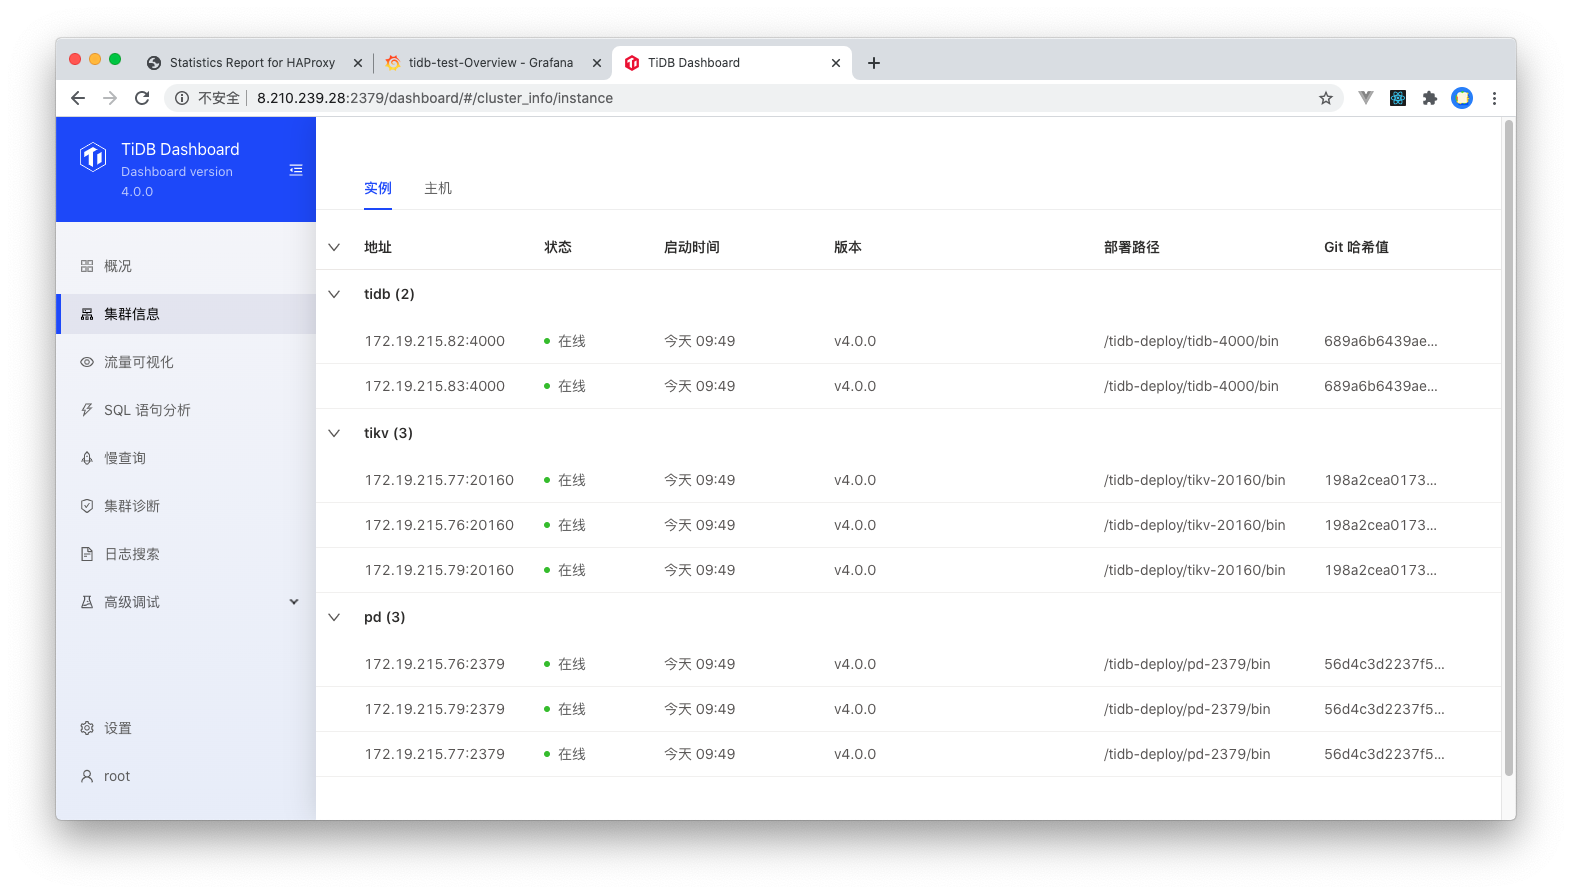 Statistics Report for HAProxy
tidb-test-Overview - Grafana
TiDB Dashboard
不安全
8.210.239.28:2379/dashboard/#/cluster_info/instance
TiDB Dashboard
Dashboard version
4.0.0
概况
集群信息
流量可视化
SQL 语句分析
慢查询
集群诊断
日志搜索
高级调试
设置
root
实例 主机
地址 状态 启动时间 版本 部署路径 Git 哈希值
tidb (2)
172.19.215.82:4000 在线 今天 09:49 v4.0.0 /tidb-deploy/tidb-4000/bin 689a6b6439ae...
172.19.215.83:4000 在线 今天 09:49 v4.0.0 /tidb-deploy/tidb-4000/bin 689a6b6439ae...
tikv (3)
172.19.215.77:20160 在线 今天 09:49 v4.0.0 /tidb-deploy/tikv-20160/bin 198a2cea0173...
172.19.215.76:20160 在线 今天 09:49 v4.0.0 /tidb-deploy/tikv-20160/bin 198a2cea0173...
172.19.215.79:20160 在线 今天 09:49 v4.0.0 /tidb-deploy/tikv-20160/bin 198a2cea0173...
pd (3)
172.19.215.76:2379 在线 今天 09:49 v4.0.0 /tidb-deploy/pd-2379/bin 56d4c3d2237f5...
172.19.215.79:2379 在线 今天 09:49 v4.0.0 /tidb-deploy/pd-2379/bin 56d4c3d2237f5...
172.19.215.77:2379 在线 今天 09:49 v4.0.0 /tidb-deploy/pd-2379/bin 56d4c3d2237f5...